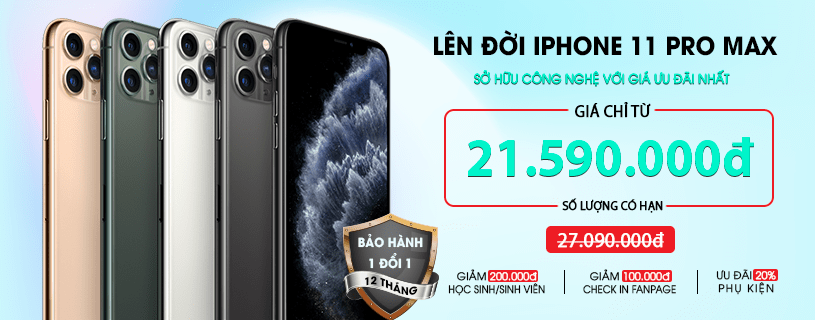 LÊN ĐỜI IPHONE 11 PRO MAX
SỞ HỮU CÔNG NGHỆ VỚI GIÁ ƯU ĐÃI NHẤT
GIÁ CHỈ TỪ
21.590.000đ
SỐ LƯỢNG CÓ HẠN
27.090.000đ
BẢO HÀNH
1 ĐỔI 1
12 THÁNG
GIẢM 200.000đ
HỌC SINH/SINH VIÊN
GIẢM 100.000đ
CHECK IN FANPAGE
ƯU ĐÃI 20%
PHỤ KIỆN